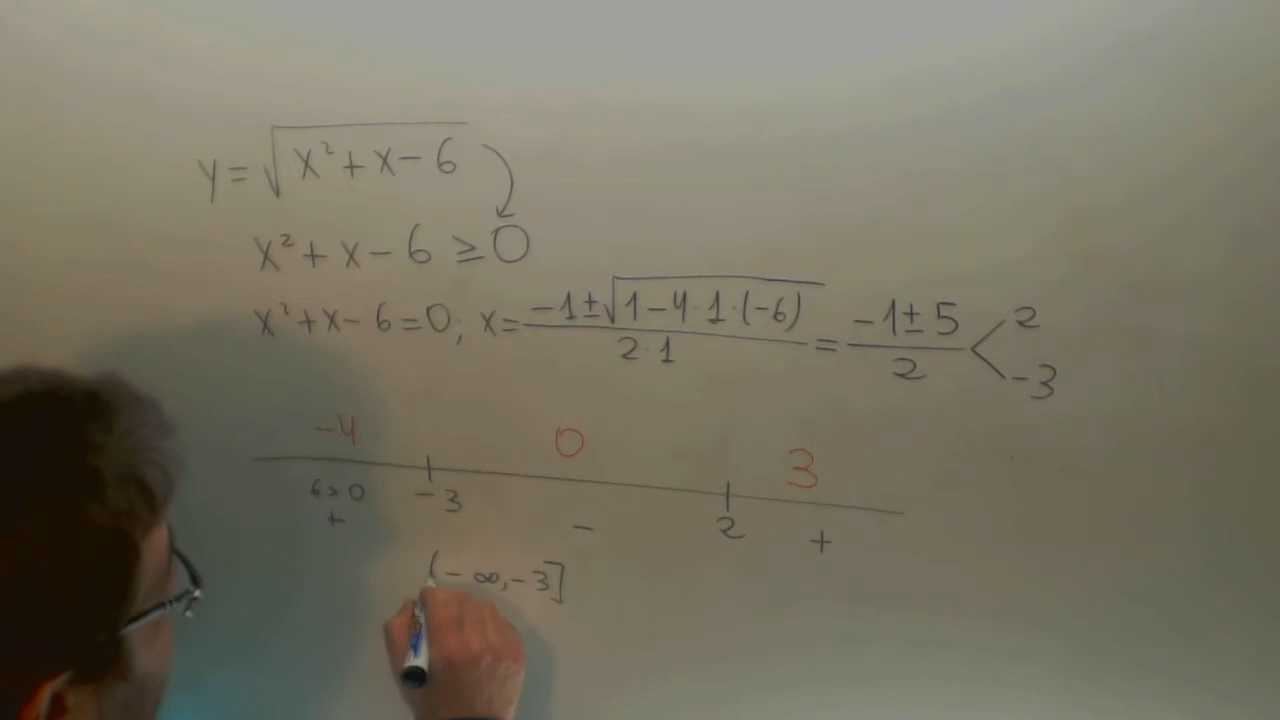 y = √(x² + x − 6)
x² + x − 6 ≥ 0
x² + x − 6 = 0; x = (−1 ± √(1 − 4·1·(−6))) / (2·1) = (−1 ± 5) / 2 < 2, −3
−4 0 3
6 > 0 −3 2
+ − +
(−∞, −3]